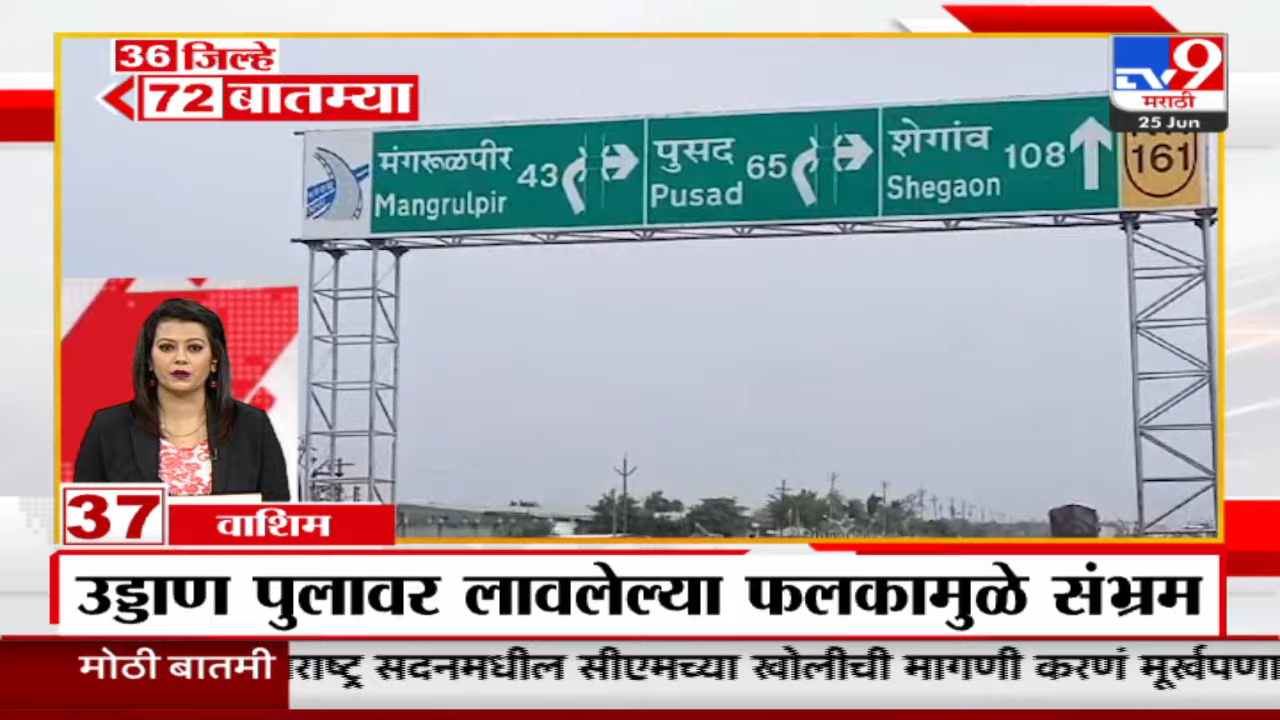 36 जिल्हे
72 बातम्या
TV9
मराठी
25 Jun
मंगरूळपीर 43
Mangrulpir
पुसद 65
Pusad
शेगांव 108
Shegaon
161
37 वाशिम
उड्डाण पुलावर लावलेल्या फलकामुळे संभ्रम
मोठी बातमी
राष्ट्र सदनमधील सीएमच्या खोलीची मागणी करणं मूर्खपणा